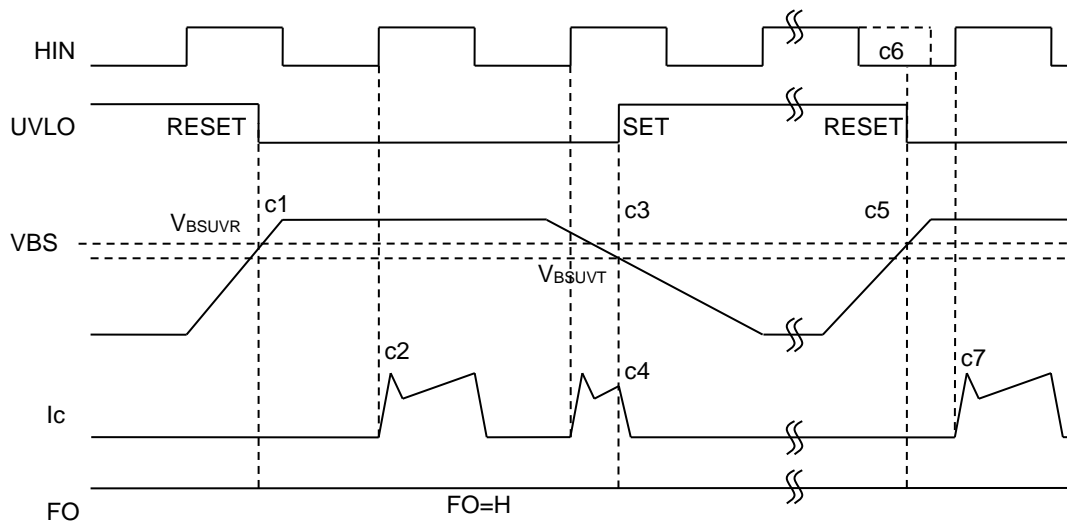 HIN
c6
UVLO
RESET
SET
RESET
c1
c3
c5
VBSUVR
VBS
VBSUVT
c2
c4
c7
Ic
FO=H
FO